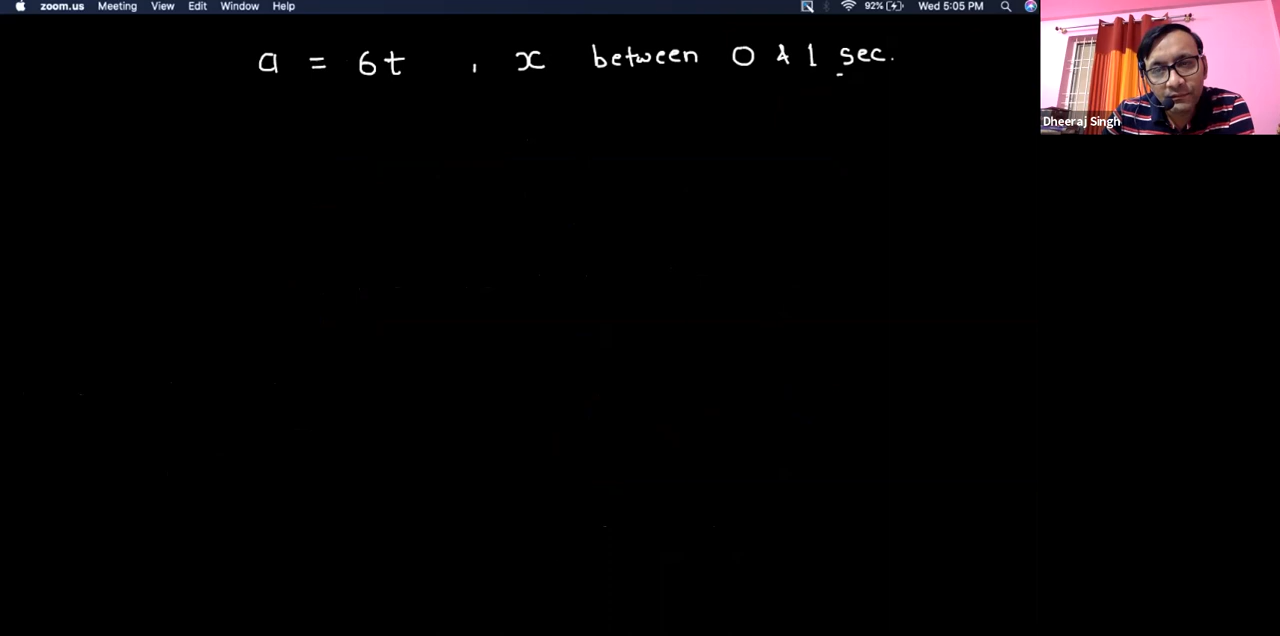 zoom.us Meeting View Edit Window Help 92% Wed 5:05 PM
a = 6t , x between 0 & 1 sec.
Dheeraj Singh